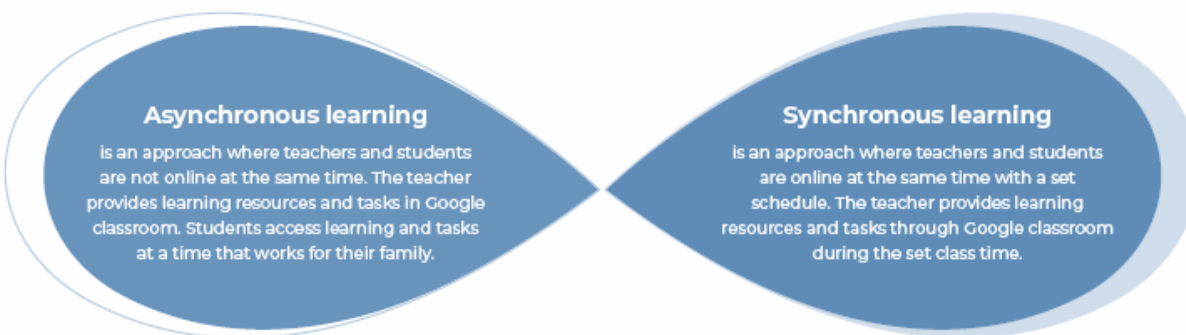 Asynchronous learning
is an approach where teachers and students
are not online at the same time. The teacher
provides learning resources and tasks in Google
classroom. Students access learning and tasks
at a time that works for their family.
Synchronous learning
is an approach where teachers and students
are online at the same time with a set
schedule. The teacher provides learning
resources and tasks through Google classroom
during the set class time.